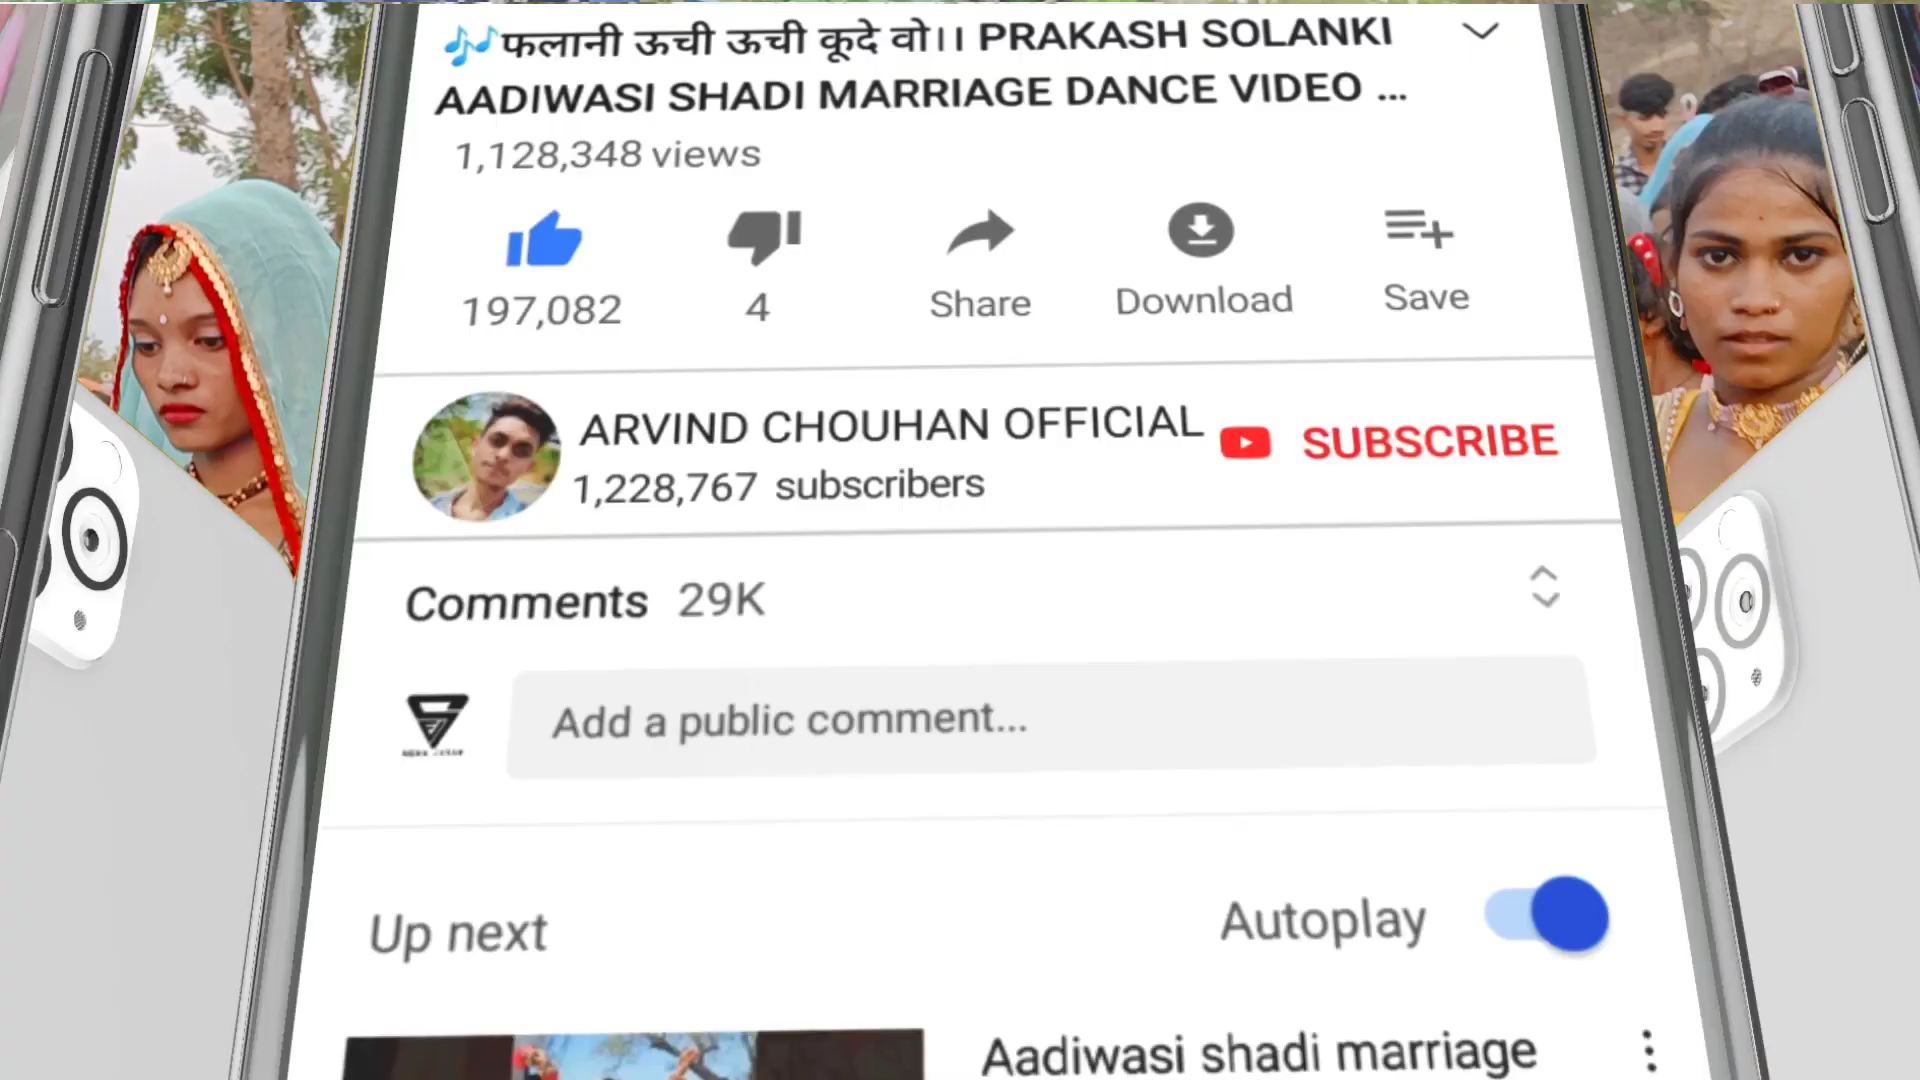 🎶फलानी ऊची ऊची कूदे वो।। PRAKASH SOLANKI
AADIWASI SHADI MARRIAGE DANCE VIDEO ...
1,128,348 views
197,082
4
Share
Download
Save
ARVIND CHOUHAN OFFICIAL
1,228,767 subscribers
SUBSCRIBE
Comments 29K
Add a public comment...
Up next
Autoplay
Aadiwasi shadi marriage